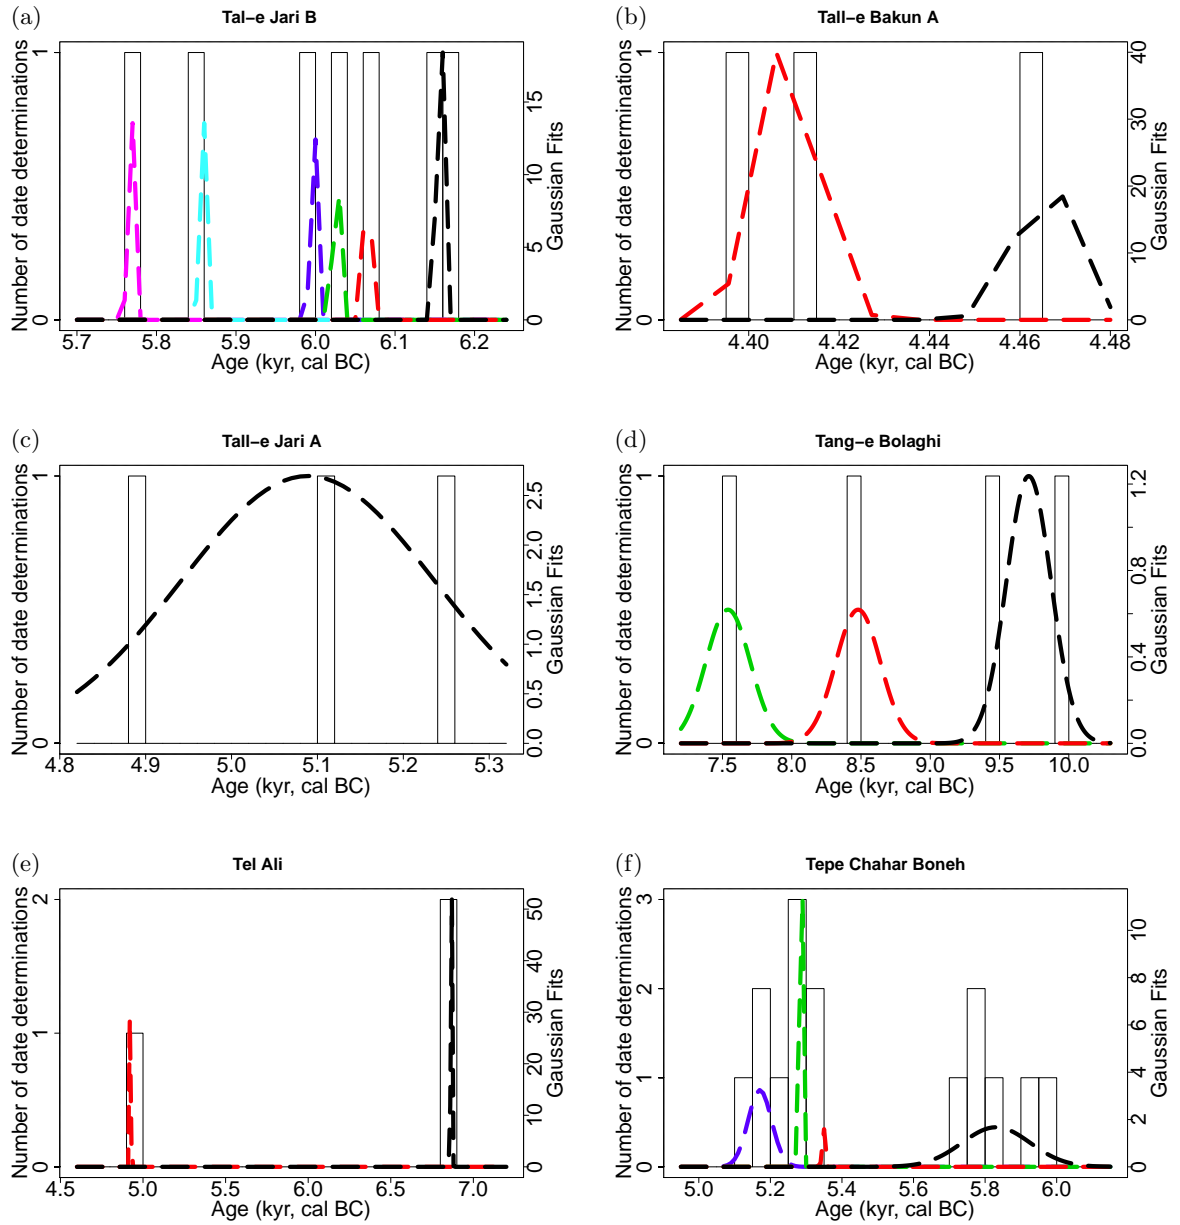 (a) Tal-e Jari B
Number of date determinations
0 1
5.7 5.8 5.9 6.0 6.1 6.2
Age (kyr, cal BC)
0 5 10 15
Gaussian Fits
(b) Tall-e Bakun A
Number of date determinations
0 1
4.40 4.42 4.44 4.46 4.48
Age (kyr, cal BC)
0 10 20 30 40
Gaussian Fits
(c) Tall-e Jari A
Number of date determinations
0 1
4.8 4.9 5.0 5.1 5.2 5.3
Age (kyr, cal BC)
0.0 0.5 1.0 1.5 2.0 2.5
Gaussian Fits
(d) Tang-e Bolaghi
Number of date determinations
0 1
7.5 8.0 8.5 9.0 9.5 10.0
Age (kyr, cal BC)
0.0 0.4 0.8 1.2
Gaussian Fits
(e) Tel Ali
Number of date determinations
0 1 2
4.5 5.0 5.5 6.0 6.5 7.0
Age (kyr, cal BC)
0 10 20 30 40 50
Gaussian Fits
(f) Tepe Chahar Boneh
Number of date determinations
0 1 2 3
5.0 5.2 5.4 5.6 5.8 6.0
Age (kyr, cal BC)
0 2 4 6 8 10
Gaussian Fits